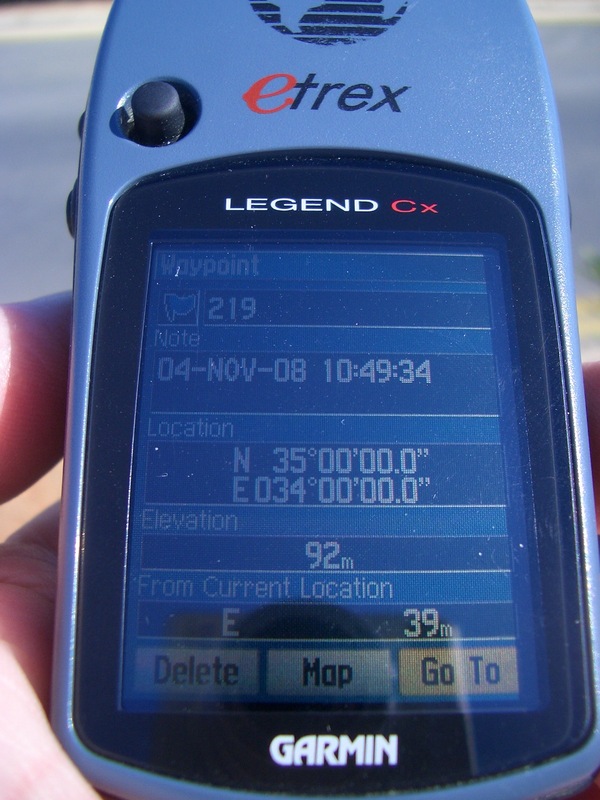 etrex
LEGEND Cx
Waypoint
219
Note
04-NOV-08 10:49:34
Location
N 35°00'00.0"
E034°00'00.0"
Elevation
92m
From Current Location
E 39m
Delete Map Go To
GARMIN